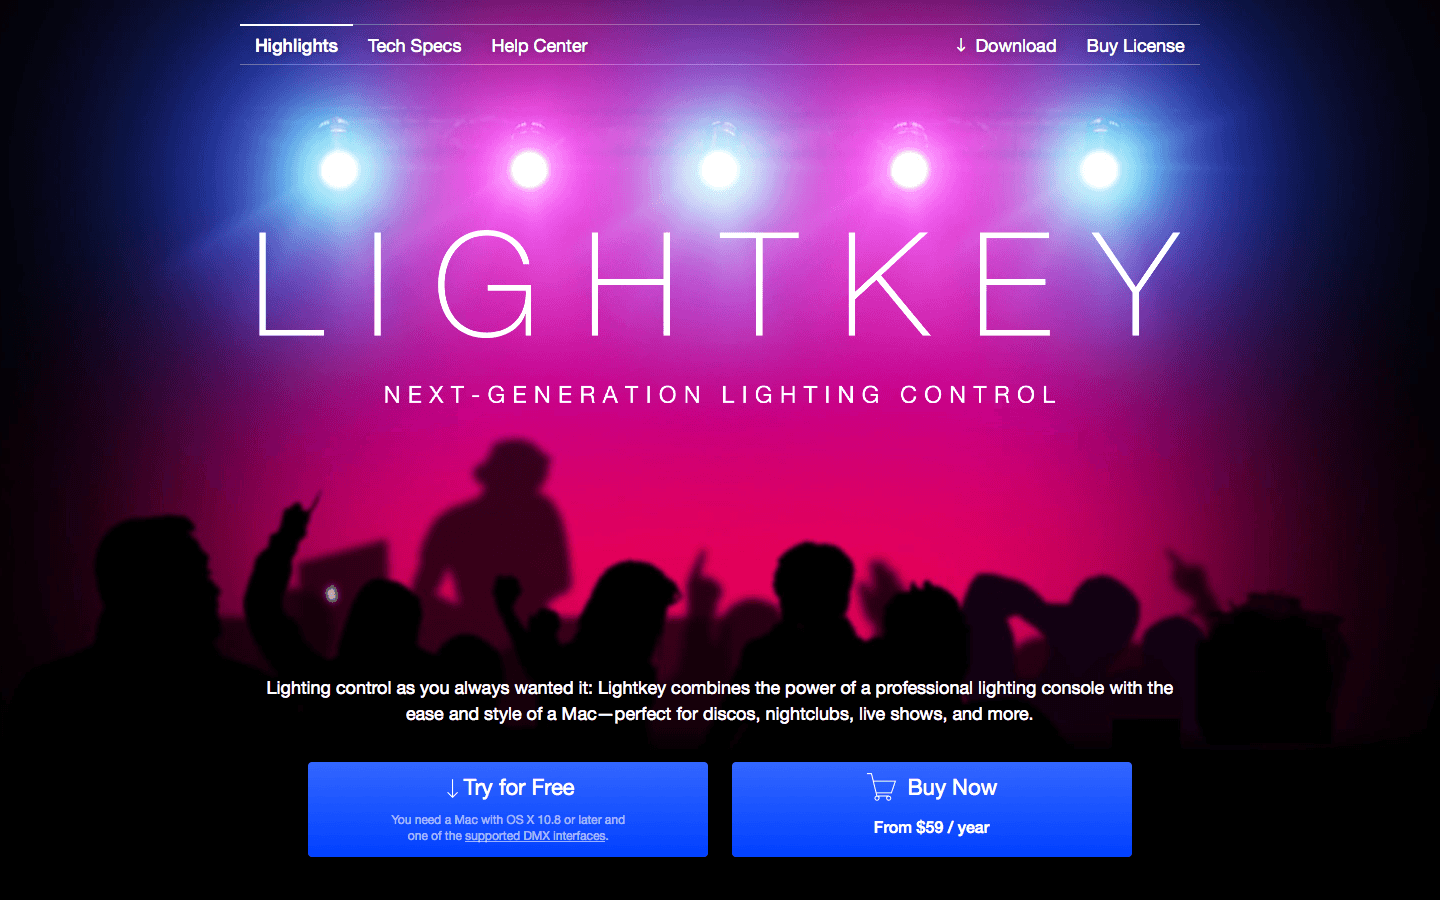 Highlights Tech Specs Help Center ↓ Download Buy License
LIGHTKEY
NEXT-GENERATION LIGHTING CONTROL
Lighting control as you always wanted it: Lightkey combines the power of a professional lighting console with the
ease and style of a Mac—perfect for discos, nightclubs, live shows, and more.
↓ Try for Free
You need a Mac with OS X 10.8 or later and
one of the supported DMX interfaces.
Buy Now
From $59 / year